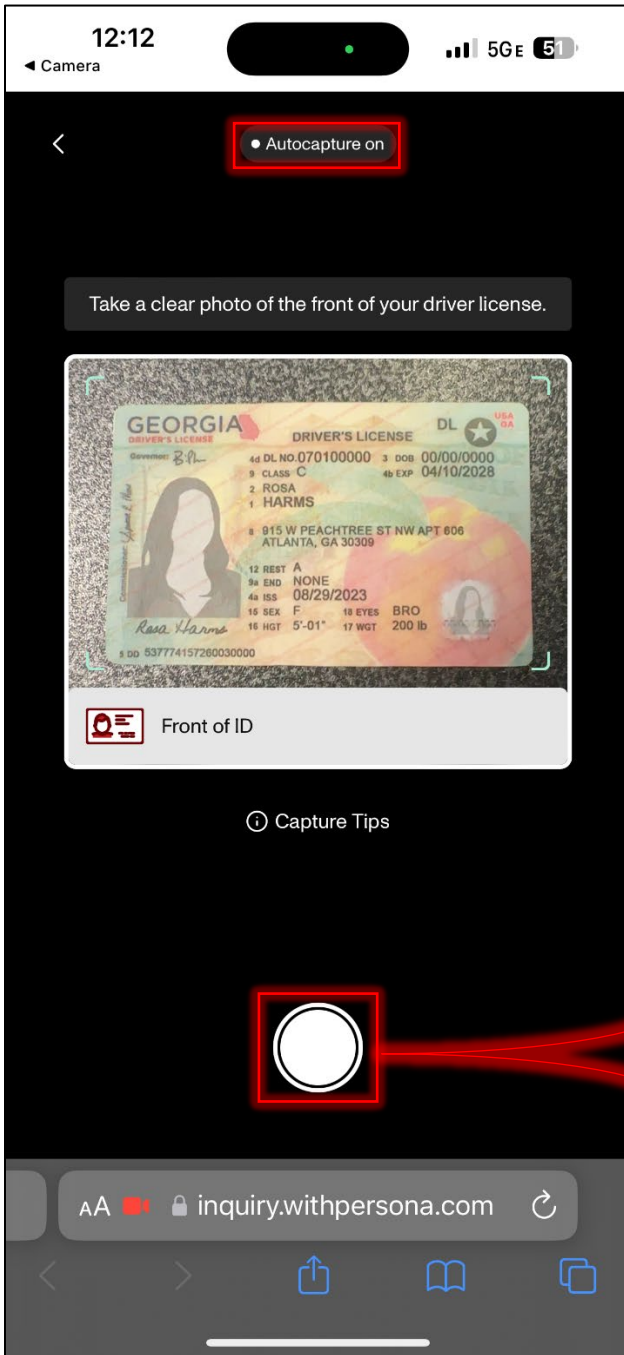 12:12
5GE 51
◀ Camera
Autocapture on
Take a clear photo of the front of your driver license.
GEORGIA
DRIVER'S LICENSE
DRIVER'S LICENSE
DL
USA
GA
Governor:
4d DL NO.070100000 3 DOB 00/00/0000
9 CLASS C 4b EXP 04/10/2028
2 ROSA
1 HARMS
8 915 W PEACHTREE ST NW APT 606
ATLANTA, GA 30309
12 REST A
9a END NONE
4a ISS 08/29/2023
15 SEX F 18 EYES BRO
16 HGT 5'-01" 17 WGT 200 lb
Rosa Harms
5 DD 537774157260030000
Front of ID
Capture Tips
AA inquiry.withpersona.com